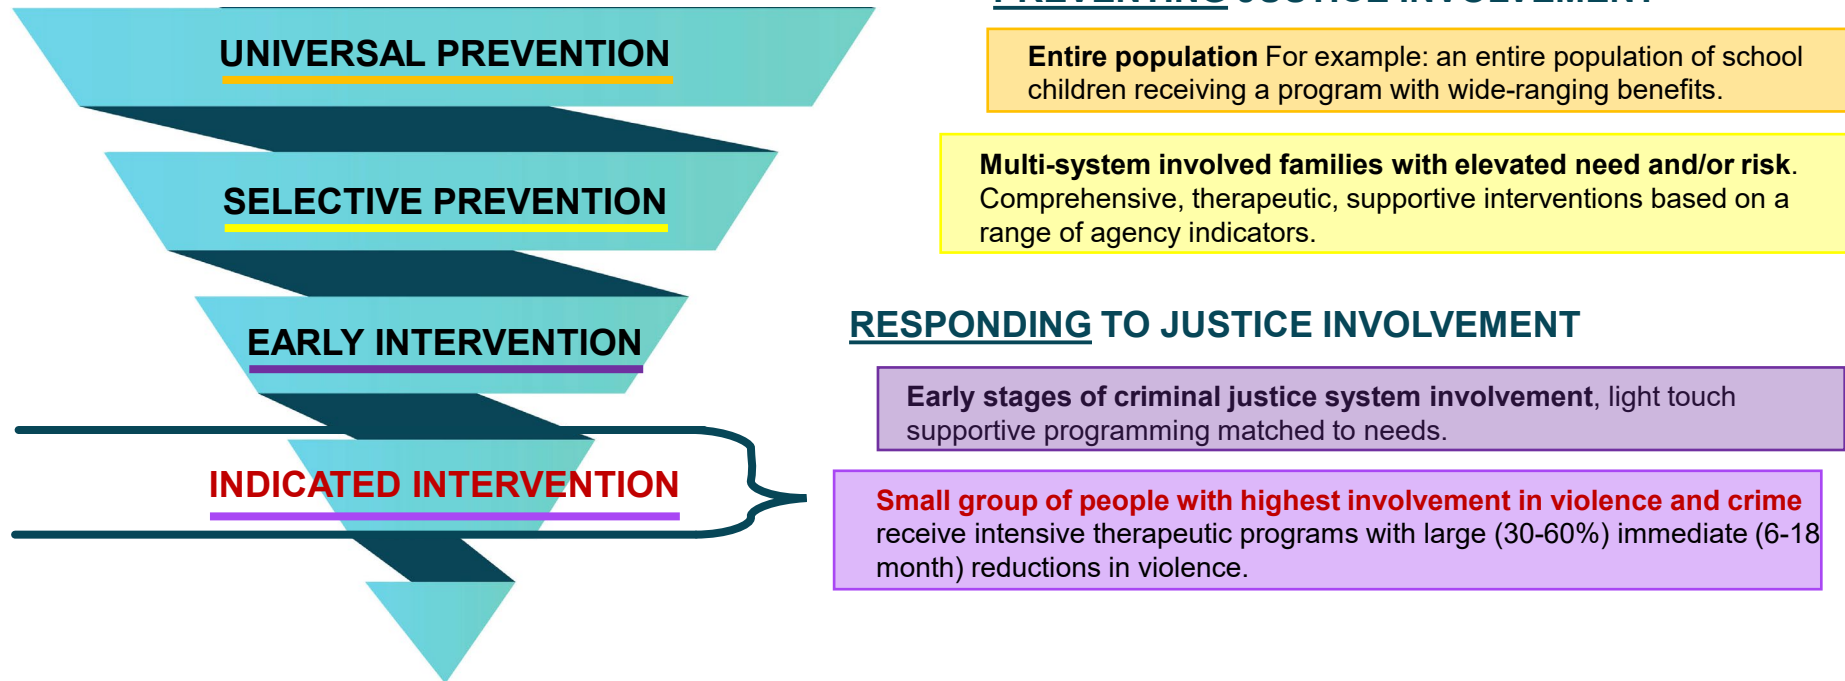 PREVENTING JUSTICE INVOLVEMENT
UNIVERSAL PREVENTION
Entire population For example: an entire population of school
children receiving a program with wide-ranging benefits.
SELECTIVE PREVENTION
Multi-system involved families with elevated need and/or risk.
Comprehensive, therapeutic, supportive interventions based on a
range of agency indicators.
RESPONDING TO JUSTICE INVOLVEMENT
EARLY INTERVENTION
Early stages of criminal justice system involvement, light touch
supportive programming matched to needs.
INDICATED INTERVENTION
Small group of people with highest involvement in violence and crime
receive intensive therapeutic programs with large (30-60%) immediate (6-18
month) reductions in violence.